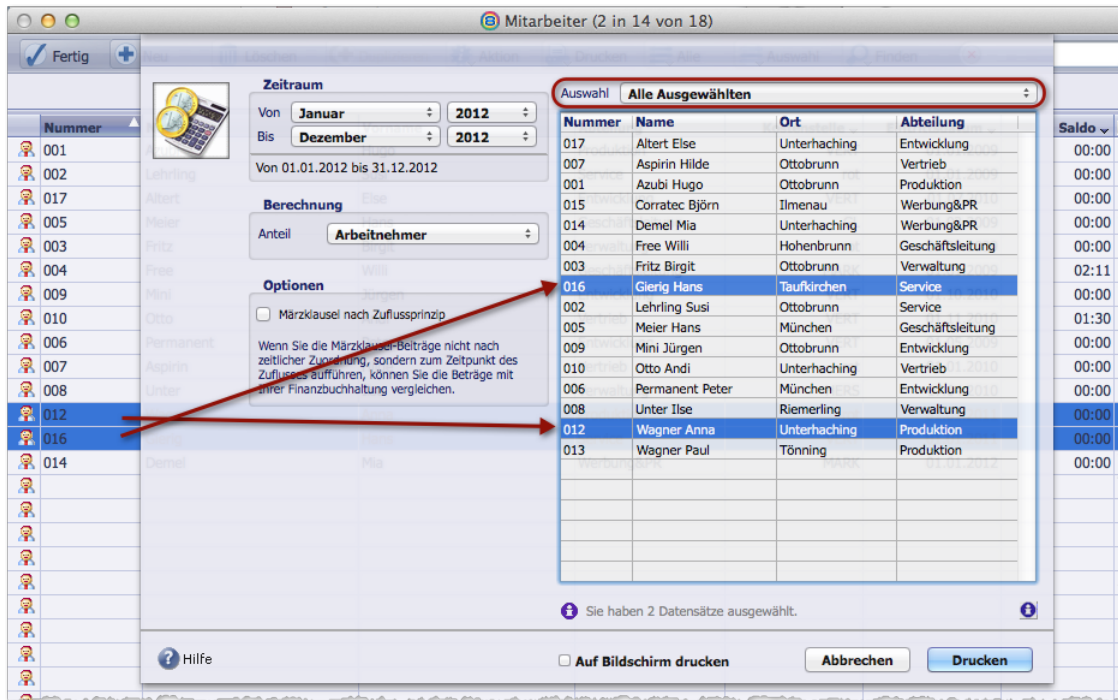 Mitarbeiter (2 in 14 von 18)
Fertig
Nummer
Saldo
001 00:00
002 00:00
017 00:00
005 00:00
003 00:00
004 02:11
009 00:00
010 01:30
006 00:00
007 00:00
008 00:00
012 00:00
016 00:00
014 00:00
Zeitraum
Von Januar 2012
Bis Dezember 2012
Von 01.01.2012 bis 31.12.2012
Berechnung
Anteil Arbeitnehmer
Optionen
Märzklausel nach Zuflussprinzip
Wenn Sie die Märzklausel-Beiträge nicht nach
zeitlicher Zuordnung, sondern zum Zeitpunkt des
Zuflusses aufführen, können Sie die Beträge mit
Ihrer Finanzbuchhaltung vergleichen.
Auswahl Alle Ausgewählten
Nummer Name Ort Abteilung
017 Altert Else Unterhaching Entwicklung
007 Aspirin Hilde Ottobrunn Vertrieb
001 Azubi Hugo Ottobrunn Produktion
015 Corratec Björn Ilmenau Werbung&PR
014 Demel Mia Unterhaching Werbung&PR
004 Free Willi Hohenbrunn Geschäftsleitung
003 Fritz Birgit Ottobrunn Verwaltung
016 Gierig Hans Taufkirchen Service
002 Lehrling Susi Ottobrunn Service
005 Meier Hans München Geschäftsleitung
009 Mini Jürgen Ottobrunn Entwicklung
010 Otto Andi Unterhaching Vertrieb
006 Permanent Peter München Entwicklung
008 Unter Ilse Riemerling Verwaltung
012 Wagner Anna Unterhaching Produktion
013 Wagner Paul Tönning Produktion
Sie haben 2 Datensätze ausgewählt.
Hilfe
Auf Bildschirm drucken
Abbrechen
Drucken